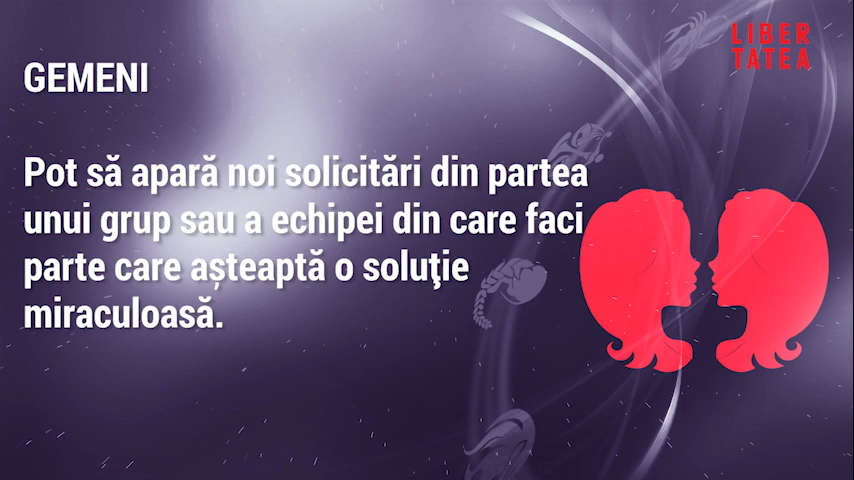 LIBER
TATEA
GEMENI
Pot să apară noi solicitări din partea
unui grup sau a echipei din care faci
parte care așteaptă o soluţie
miraculoasă.